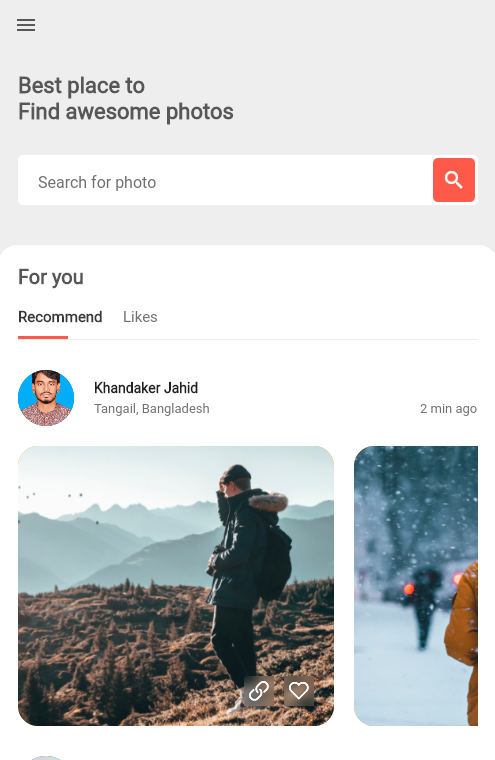 Best place to
Find awesome photos
Search for photo
For you
Recommend Likes
Khandaker Jahid
Tangail, Bangladesh
2 min ago